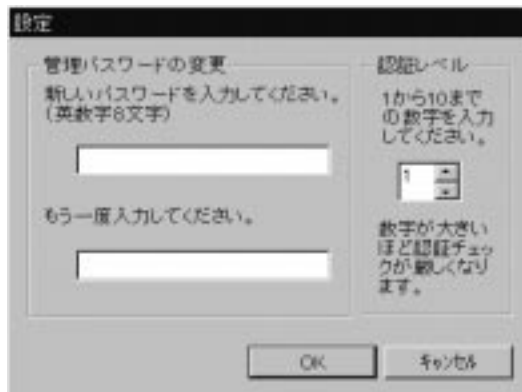 設定
管理パスワードの変更
新しいパスワードを入力してください。
(英数字8文字)
もう一度入力してください。
認証レベル
1から10まで
の数字を入力
してください。
1
数字が大きい
ほど認証チェッ
クが厳しくなり
ます。
OK
キャンセル